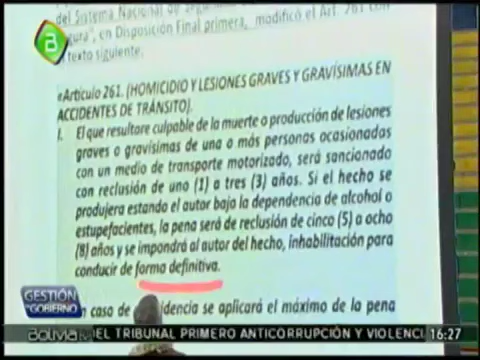 del Sistema Nacional de
en Disposición Final primera, modificó el Art. 261 con
texto siguiente.
«Artículo 261. (HOMICIDIO Y LESIONES GRAVES Y GRAVÍSIMAS EN
ACCIDENTES DE TRÁNSITO).
I. El que resultare culpable de la muerte o producción de lesiones
graves o gravísimas de una o más personas ocasionadas
con un medio de transporte motorizado, será sancionado
con reclusión de uno (1) a tres (3) años. Si el hecho se
produjera estando el autor bajo la dependencia de alcohol o
estupefacientes, la pena será de reclusión de cinco (5) a ocho
(8) años y se impondrá al autor del hecho, inhabilitación para
conducir de forma definitiva.
caso de se aplicará el máximo de la pena
GESTIÓN
DE GOBIERNO
Bolivia tv DEL TRIBUNAL PRIMERO ANTICORRUPCIÓN Y VIOLENCI 16:27